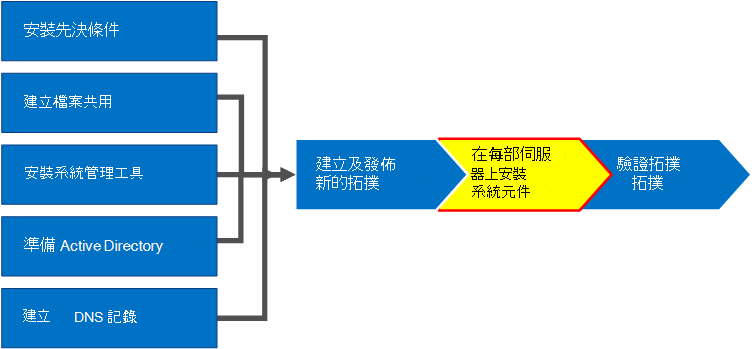 安裝先決條件
建立檔案共用
安裝系統管理工具
準備 Active Directory
建立 DNS 記錄
建立及發佈
新的拓撲
在每部伺服
器上安裝
系統元件
驗證拓撲
拓撲